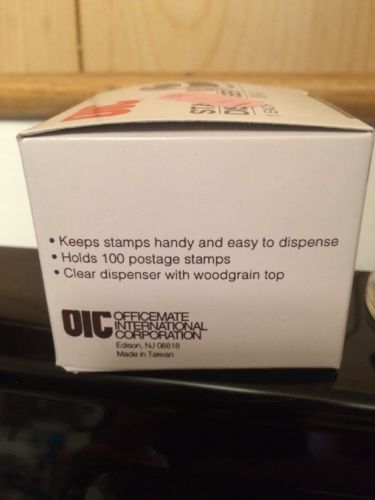 OIC
• Keeps stamps handy and easy to dispense
• Holds 100 postage stamps
• Clear dispenser with woodgrain top
OIC OFFICEMATE
INTERNATIONAL
CORPORATION
Edison, NJ 08818
Made in Taiwan